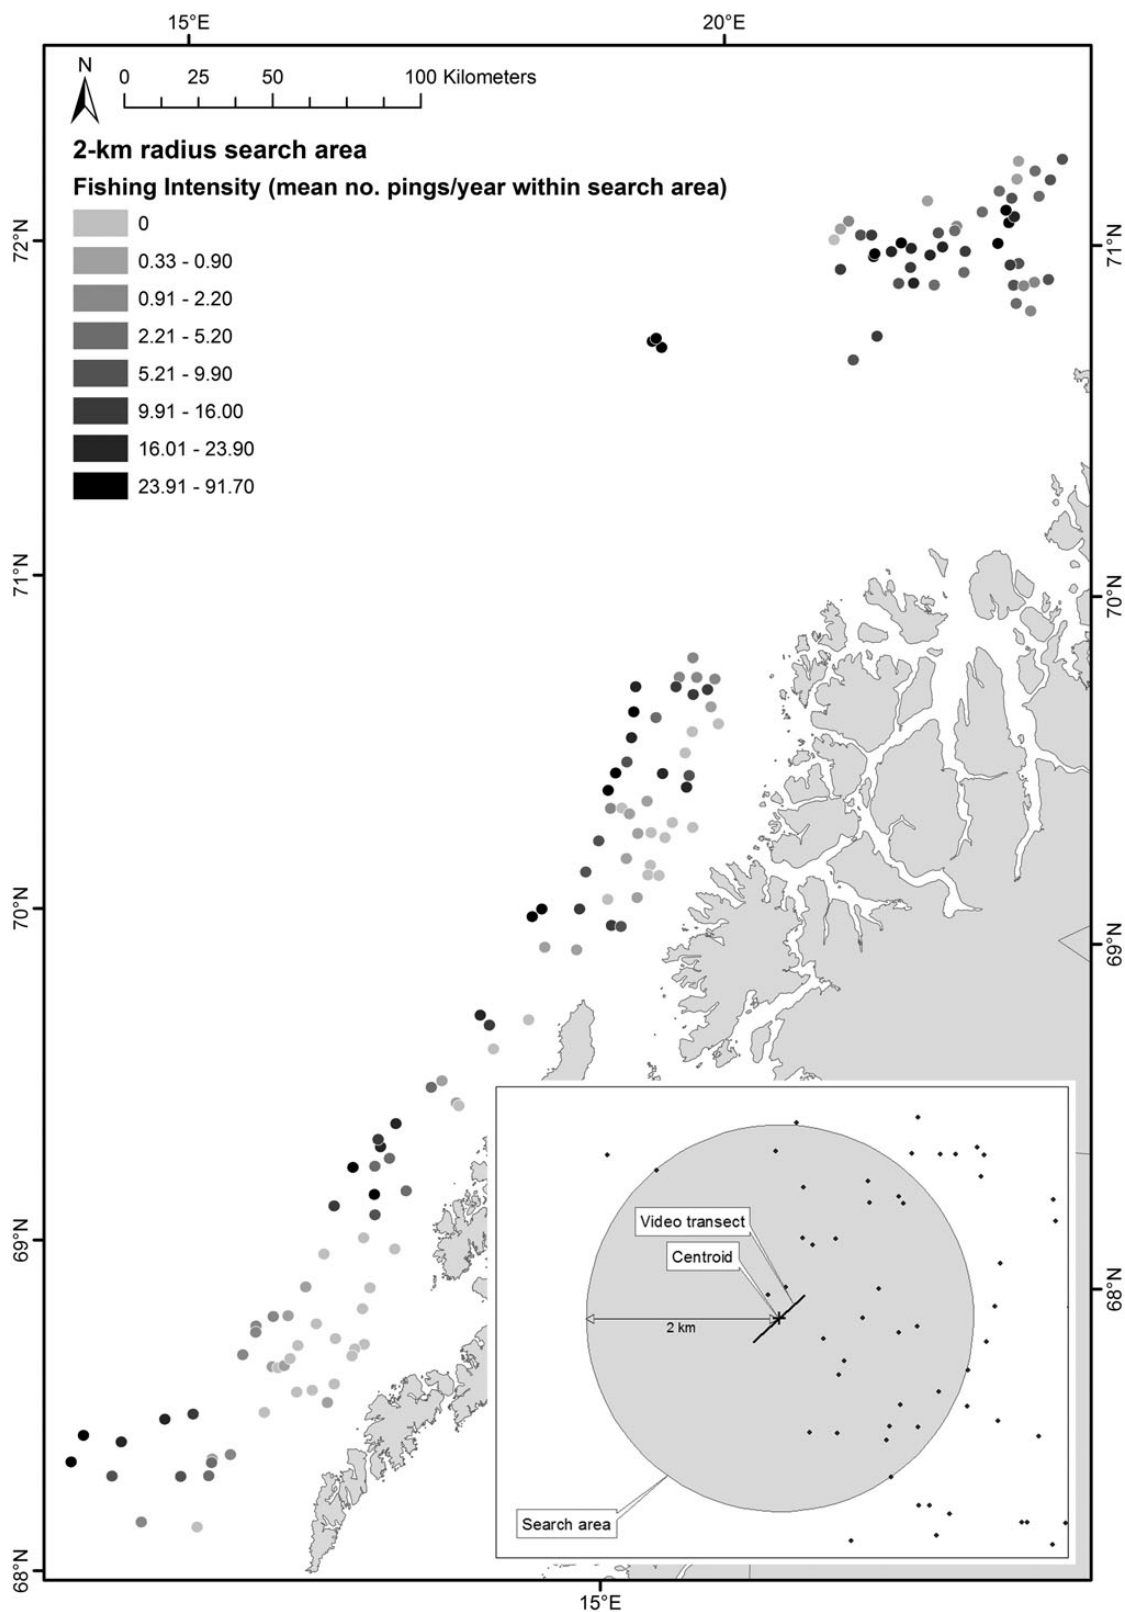 15°E
20°E
N
0 25 50 100 Kilometers
2-km radius search area
Fishing Intensity (mean no. pings/year within search area)
0
0.33 - 0.90
0.91 - 2.20
2.21 - 5.20
5.21 - 9.90
9.91 - 16.00
16.01 - 23.90
23.91 - 91.70
72°N
71°N
71°N
70°N
70°N
69°N
69°N
68°N
68°N
Video transect
Centroid
2 km
Search area
15°E